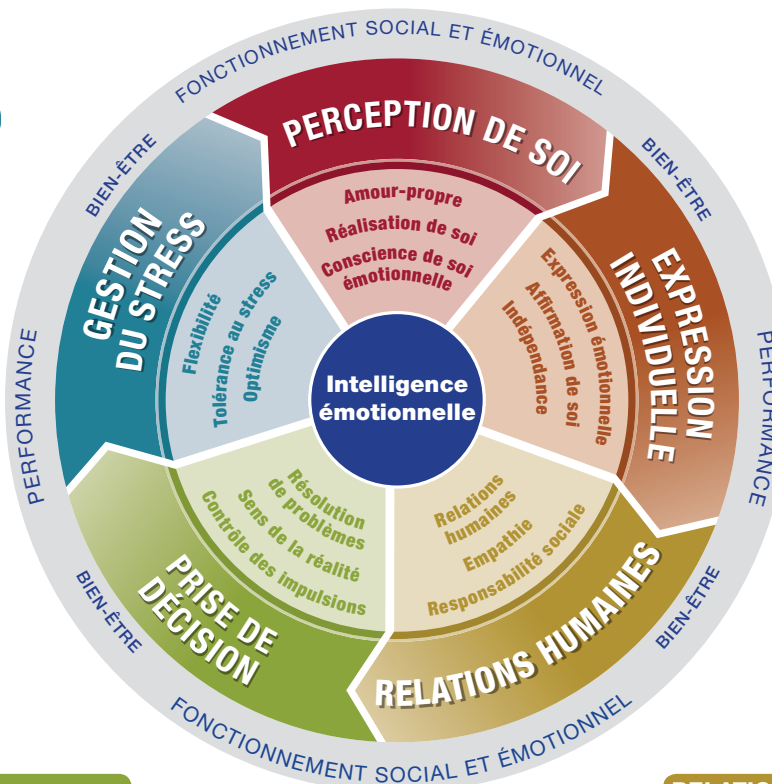 FONCTIONNEMENT SOCIAL ET ÉMOTIONNEL
BIEN-ÊTRE
BIEN-ÊTRE
PERCEPTION DE SOI
Amour-propre
Réalisation de soi
Conscience de soi
émotionnelle
GESTION
DU STRESS
Flexibilité
Tolérance au stress
Optimisme
EXPRESSION
INDIVIDUELLE
Expression émotionnelle
Affirmation de soi
Indépendance
PERFORMANCE
PERFORMANCE
Intelligence
émotionnelle
Résolution
de problèmes
Sens de la réalité
Contrôle des impulsions
PRISE DE
DÉCISION
Relations
humaines
Empathie
Responsabilité sociale
RELATIONS HUMAINES
BIEN-ÊTRE
BIEN-ÊTRE
FONCTIONNEMENT SOCIAL ET ÉMOTIONNEL